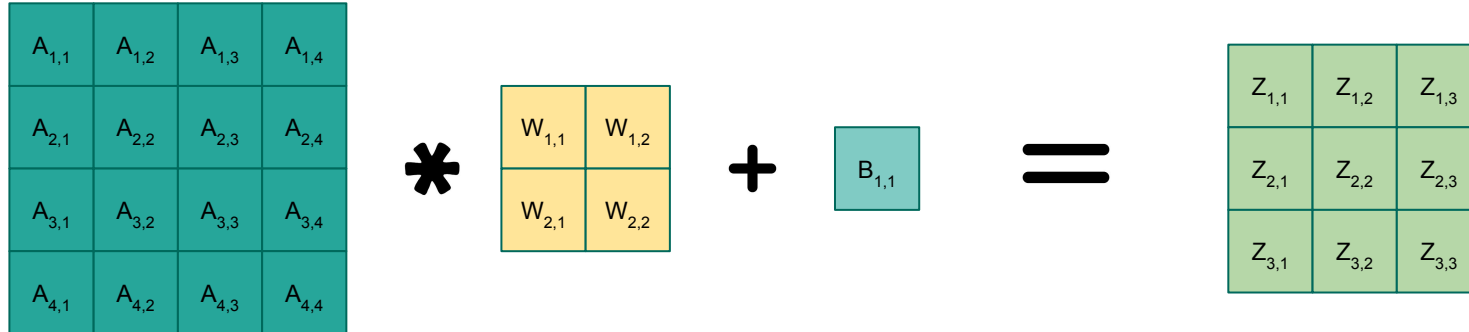 A1,1 A1,2 A1,3 A1,4
A2,1 A2,2 A2,3 A2,4
A3,1 A3,2 A3,3 A3,4
A4,1 A4,2 A4,3 A4,4
*
W1,1 W1,2
W2,1 W2,2
+
B1,1
=
Z1,1 Z1,2 Z1,3
Z2,1 Z2,2 Z2,3
Z3,1 Z3,2 Z3,3